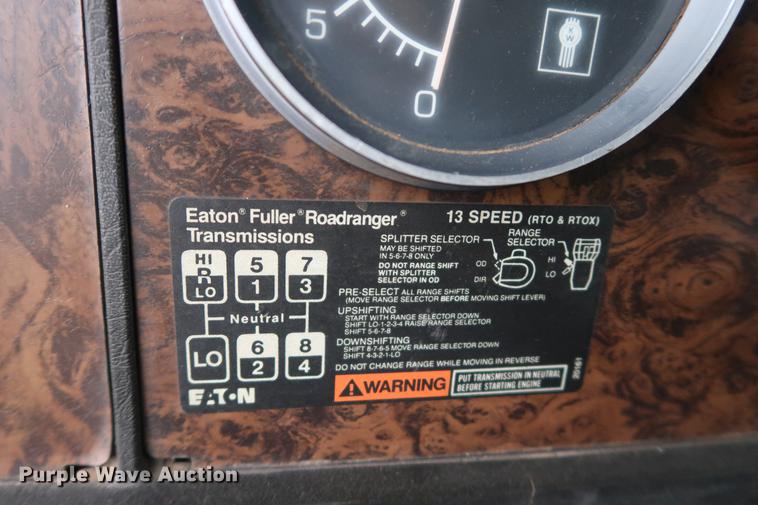 5
0
KW
Eaton® Fuller® Roadranger® 13 SPEED (RTO & RTOX)
Transmissions
SPLITTER SELECTOR
MAY BE SHIFTED
IN 5-6-7-8 ONLY
DO NOT RANGE SHIFT
WITH SPLITTER
SELECTOR IN OD
OD
DIR
RANGE
SELECTOR
HI
LO
HI 5 7
R
LO 1 3
Neutral
LO 6 8
2 4
PRE-SELECT ALL RANGE SHIFTS
(MOVE RANGE SELECTOR BEFORE MOVING SHIFT LEVER)
UPSHIFTING
START WITH RANGE SELECTOR DOWN
SHIFT LO-1-2-3-4 RAISE RANGE SELECTOR
SHIFT 5-6-7-8
DOWNSHIFTING
SHIFT 8-7-6-5 MOVE RANGE SELECTOR DOWN
SHIFT 4-3-2-1-LO
DO NOT CHANGE RANGE WHILE MOVING IN REVERSE
EATON
WARNING
PUT TRANSMISSION IN NEUTRAL
BEFORE STARTING ENGINE
20161
Purple Wave Auction